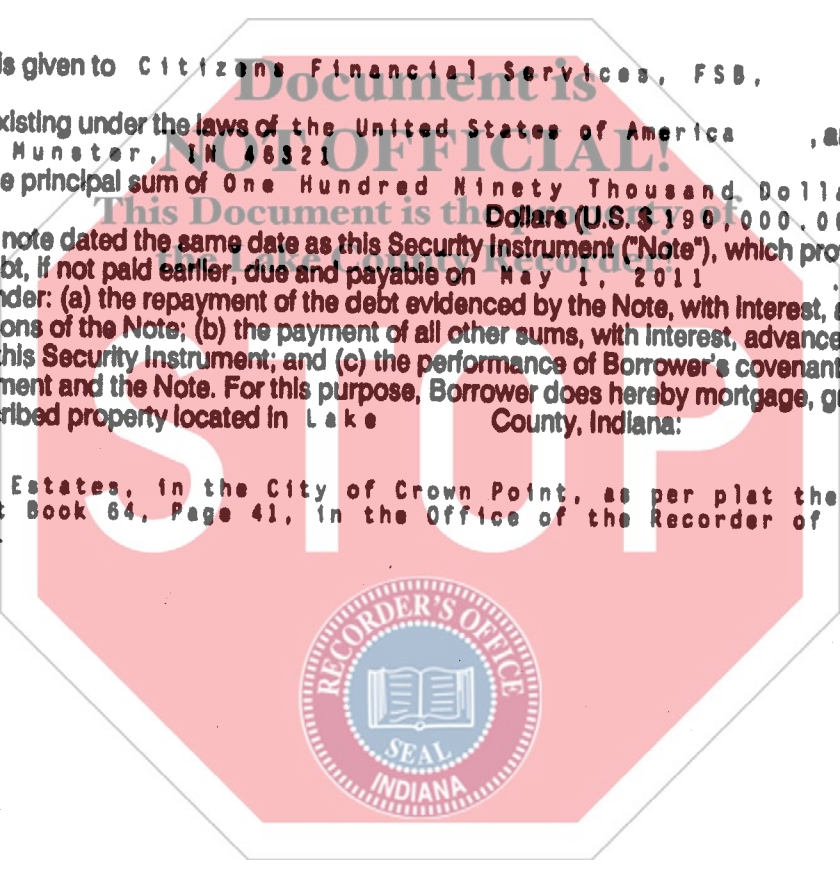 is given to Citizens Financial Services, FSB,
existing under the laws of the United States of America , a
Munster, IN 46321
e principal sum of One Hundred Ninety Thousand Dolla
Dollars (U.S. $ 190,000.0
note dated the same date as this Security Instrument ("Note"), which prov
bt, if not paid earlier, due and payable on May 1, 2011
nder: (a) the repayment of the debt evidenced by the Note, with interest, a
ons of the Note; (b) the payment of all other sums, with interest, advance
this Security Instrument; and (c) the performance of Borrower's covenant
ment and the Note. For this purpose, Borrower does hereby mortgage, g
cribed property located in Lake County, Indiana:
Estates, in the City of Crown Point, as per plat the
t Book 64, Page 41, in the Office of the Recorder of
Document is
NOT OFFICIAL!
This Document is the property of
the Lake County Recorder!
STOP
RECORDER'S OFFICE
SEAL
INDIANA